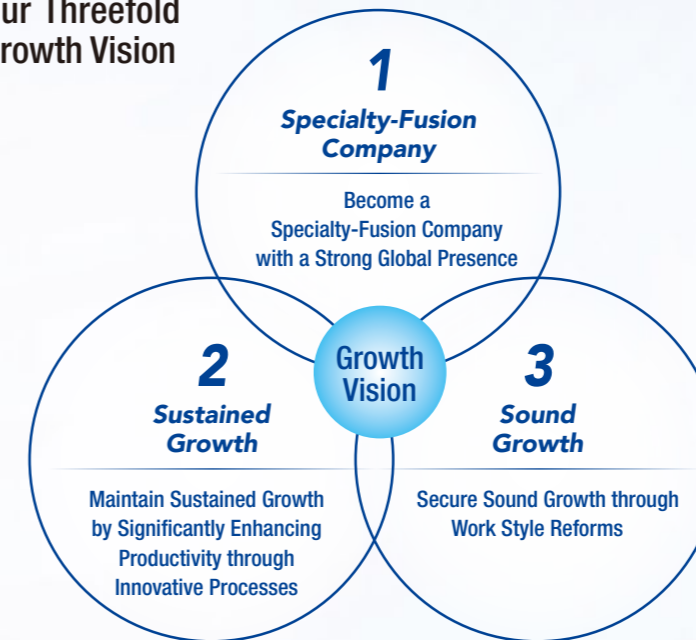 ur Threefold
rowth Vision
1
Specialty-Fusion
Company
Become a
Specialty-Fusion Company
with a Strong Global Presence
Growth
Vision
2
Sustained
Growth
Maintain Sustained Growth
by Significantly Enhancing
Productivity through
Innovative Processes
3
Sound
Growth
Secure Sound Growth through
Work Style Reforms